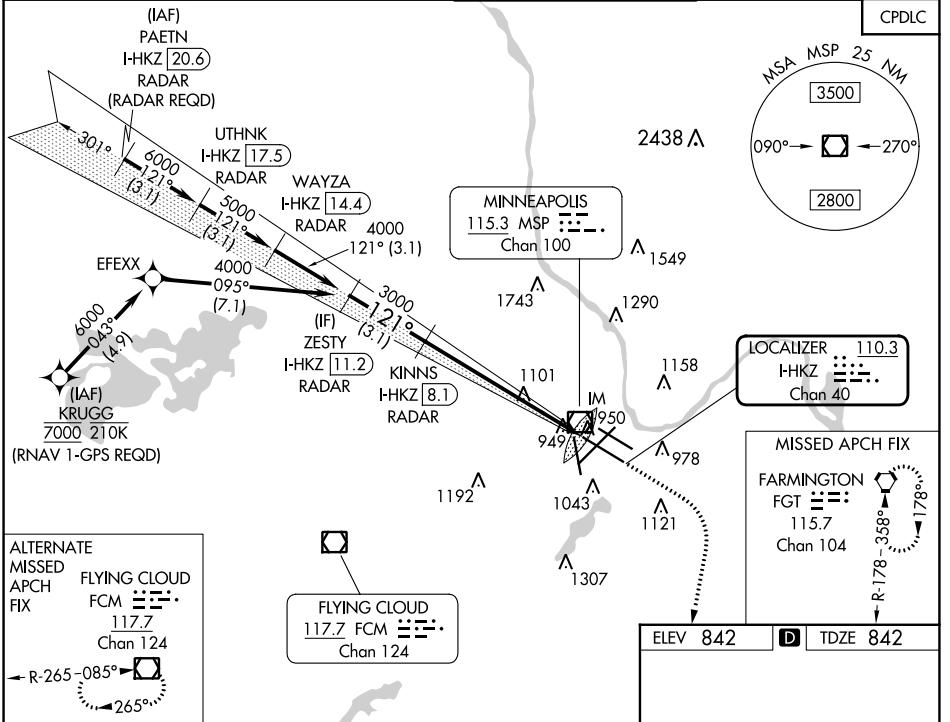 CPDLC
(IAF)
PAETN
I-HKZ 20.6
RADAR
(RADAR REQD)
301°
6000
121°
(3.1)
UTHNK
I-HKZ 17.5
RADAR
5000
121°
(3.1)
WAYZA
I-HKZ 14.4
RADAR
4000
121° (3.1)
MSA MSP 25 NM
3500
090°
270°
2800
2438
MINNEAPOLIS
115.3 MSP
Chan 100
1549
1743
1290
EFEXX
4000
095°
(7.1)
6000
043°
(4.9)
(IAF)
KRUGG
7000 210K
(RNAV 1-GPS REQD)
(IF)
ZESTY
I-HKZ 11.2
RADAR
3000
121°
(3.1)
KINNS
I-HKZ 8.1
RADAR
1101
1158
LOCALIZER 110.3
I-HKZ
Chan 40
IM
950
949
978
1192
1043
1121
1307
MISSED APCH FIX
FARMINGTON
FGT
115.7
Chan 104
178°
R-178
358°
ALTERNATE
MISSED
APCH
FIX
FLYING CLOUD
FCM
117.7
Chan 124
R-265
085°
265°
FLYING CLOUD
117.7 FCM
Chan 124
ELEV 842 D TDZE 842